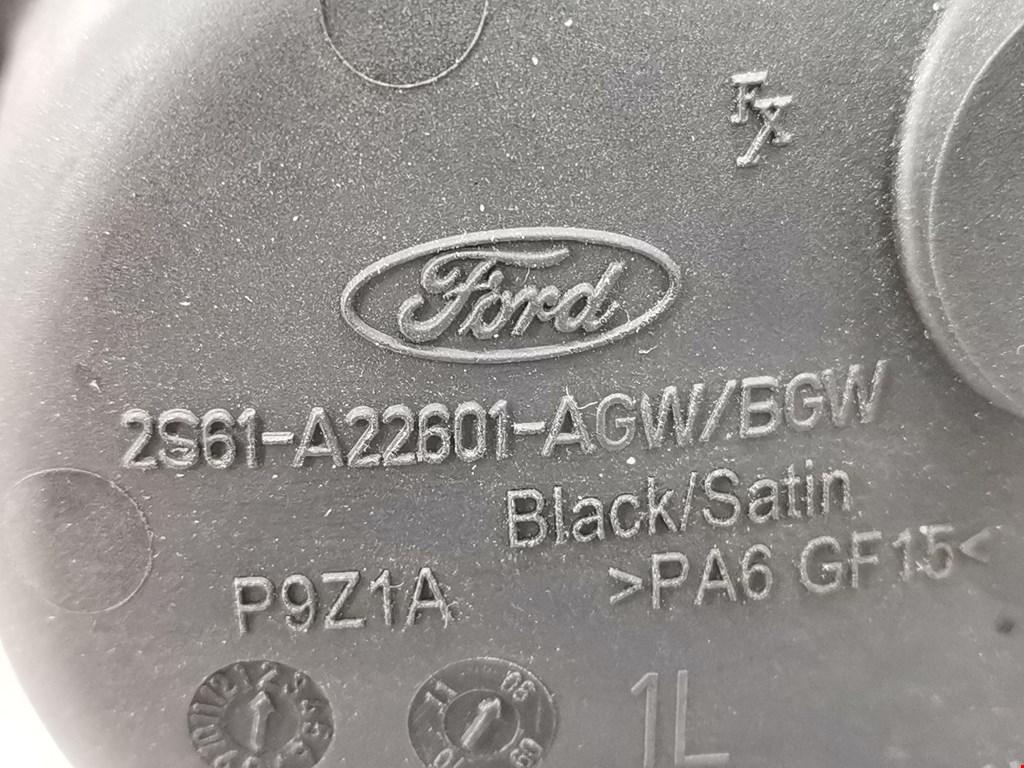 FX
Ford
2S61-A22601-AGW/BGW
Black/Satin
P9Z1A >PA6 GF15<
1L